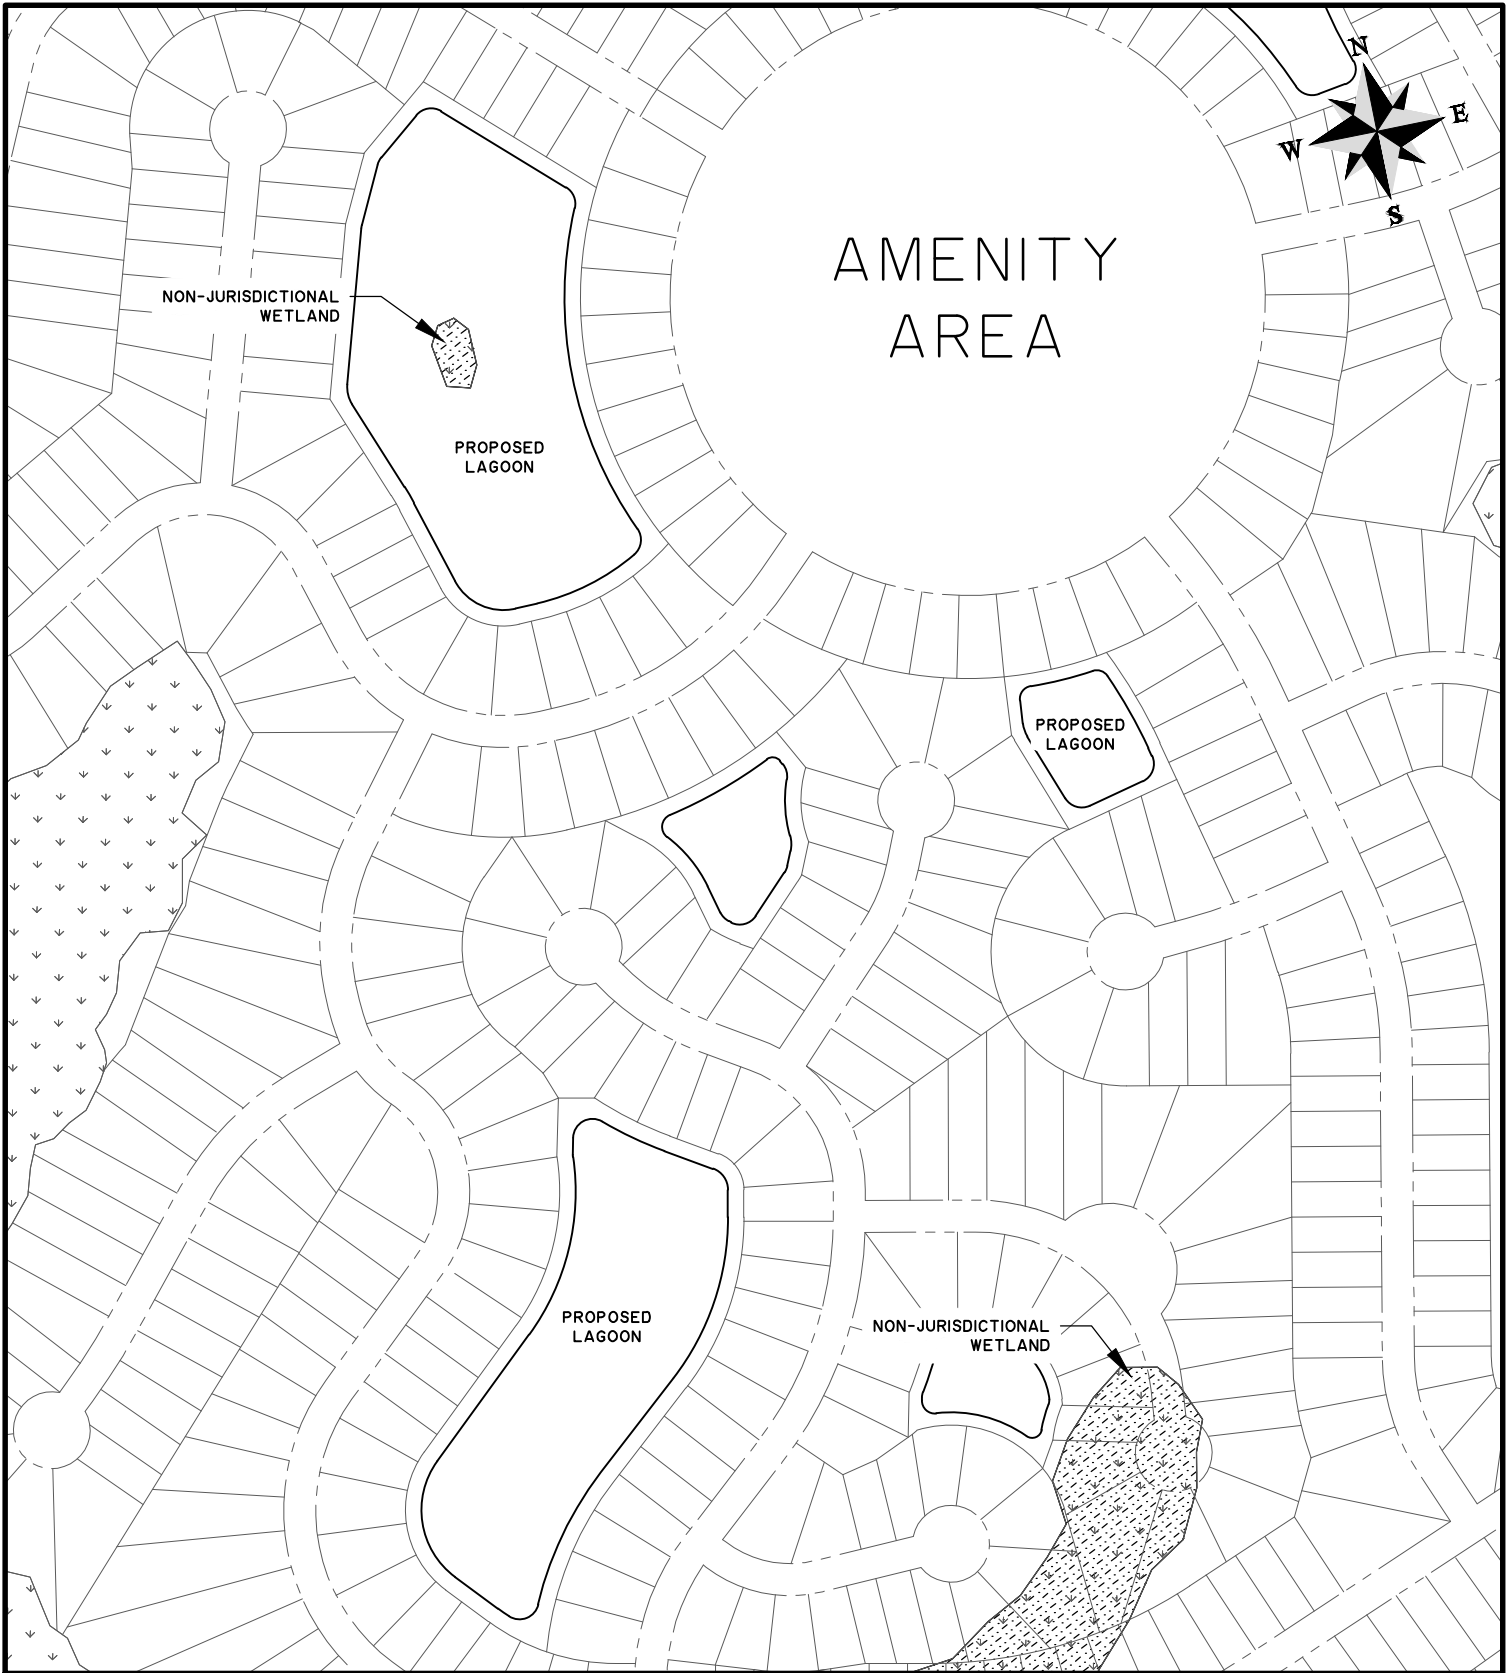 N
E
W
S
AMENITY
AREA
NON-JURISDICTIONAL
WETLAND
PROPOSED
LAGOON
PROPOSED
LAGOON
PROPOSED
LAGOON
NON-JURISDICTIONAL
WETLAND